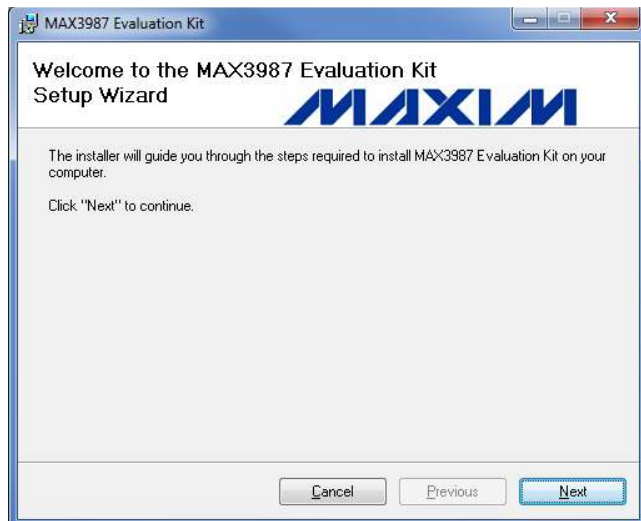 MAX3987 Evaluation Kit
Welcome to the MAX3987 Evaluation Kit
Setup Wizard
MAXIM
The installer will guide you through the steps required to install MAX3987 Evaluation Kit on your
computer.
Click "Next" to continue.
Cancel
Previous
Next